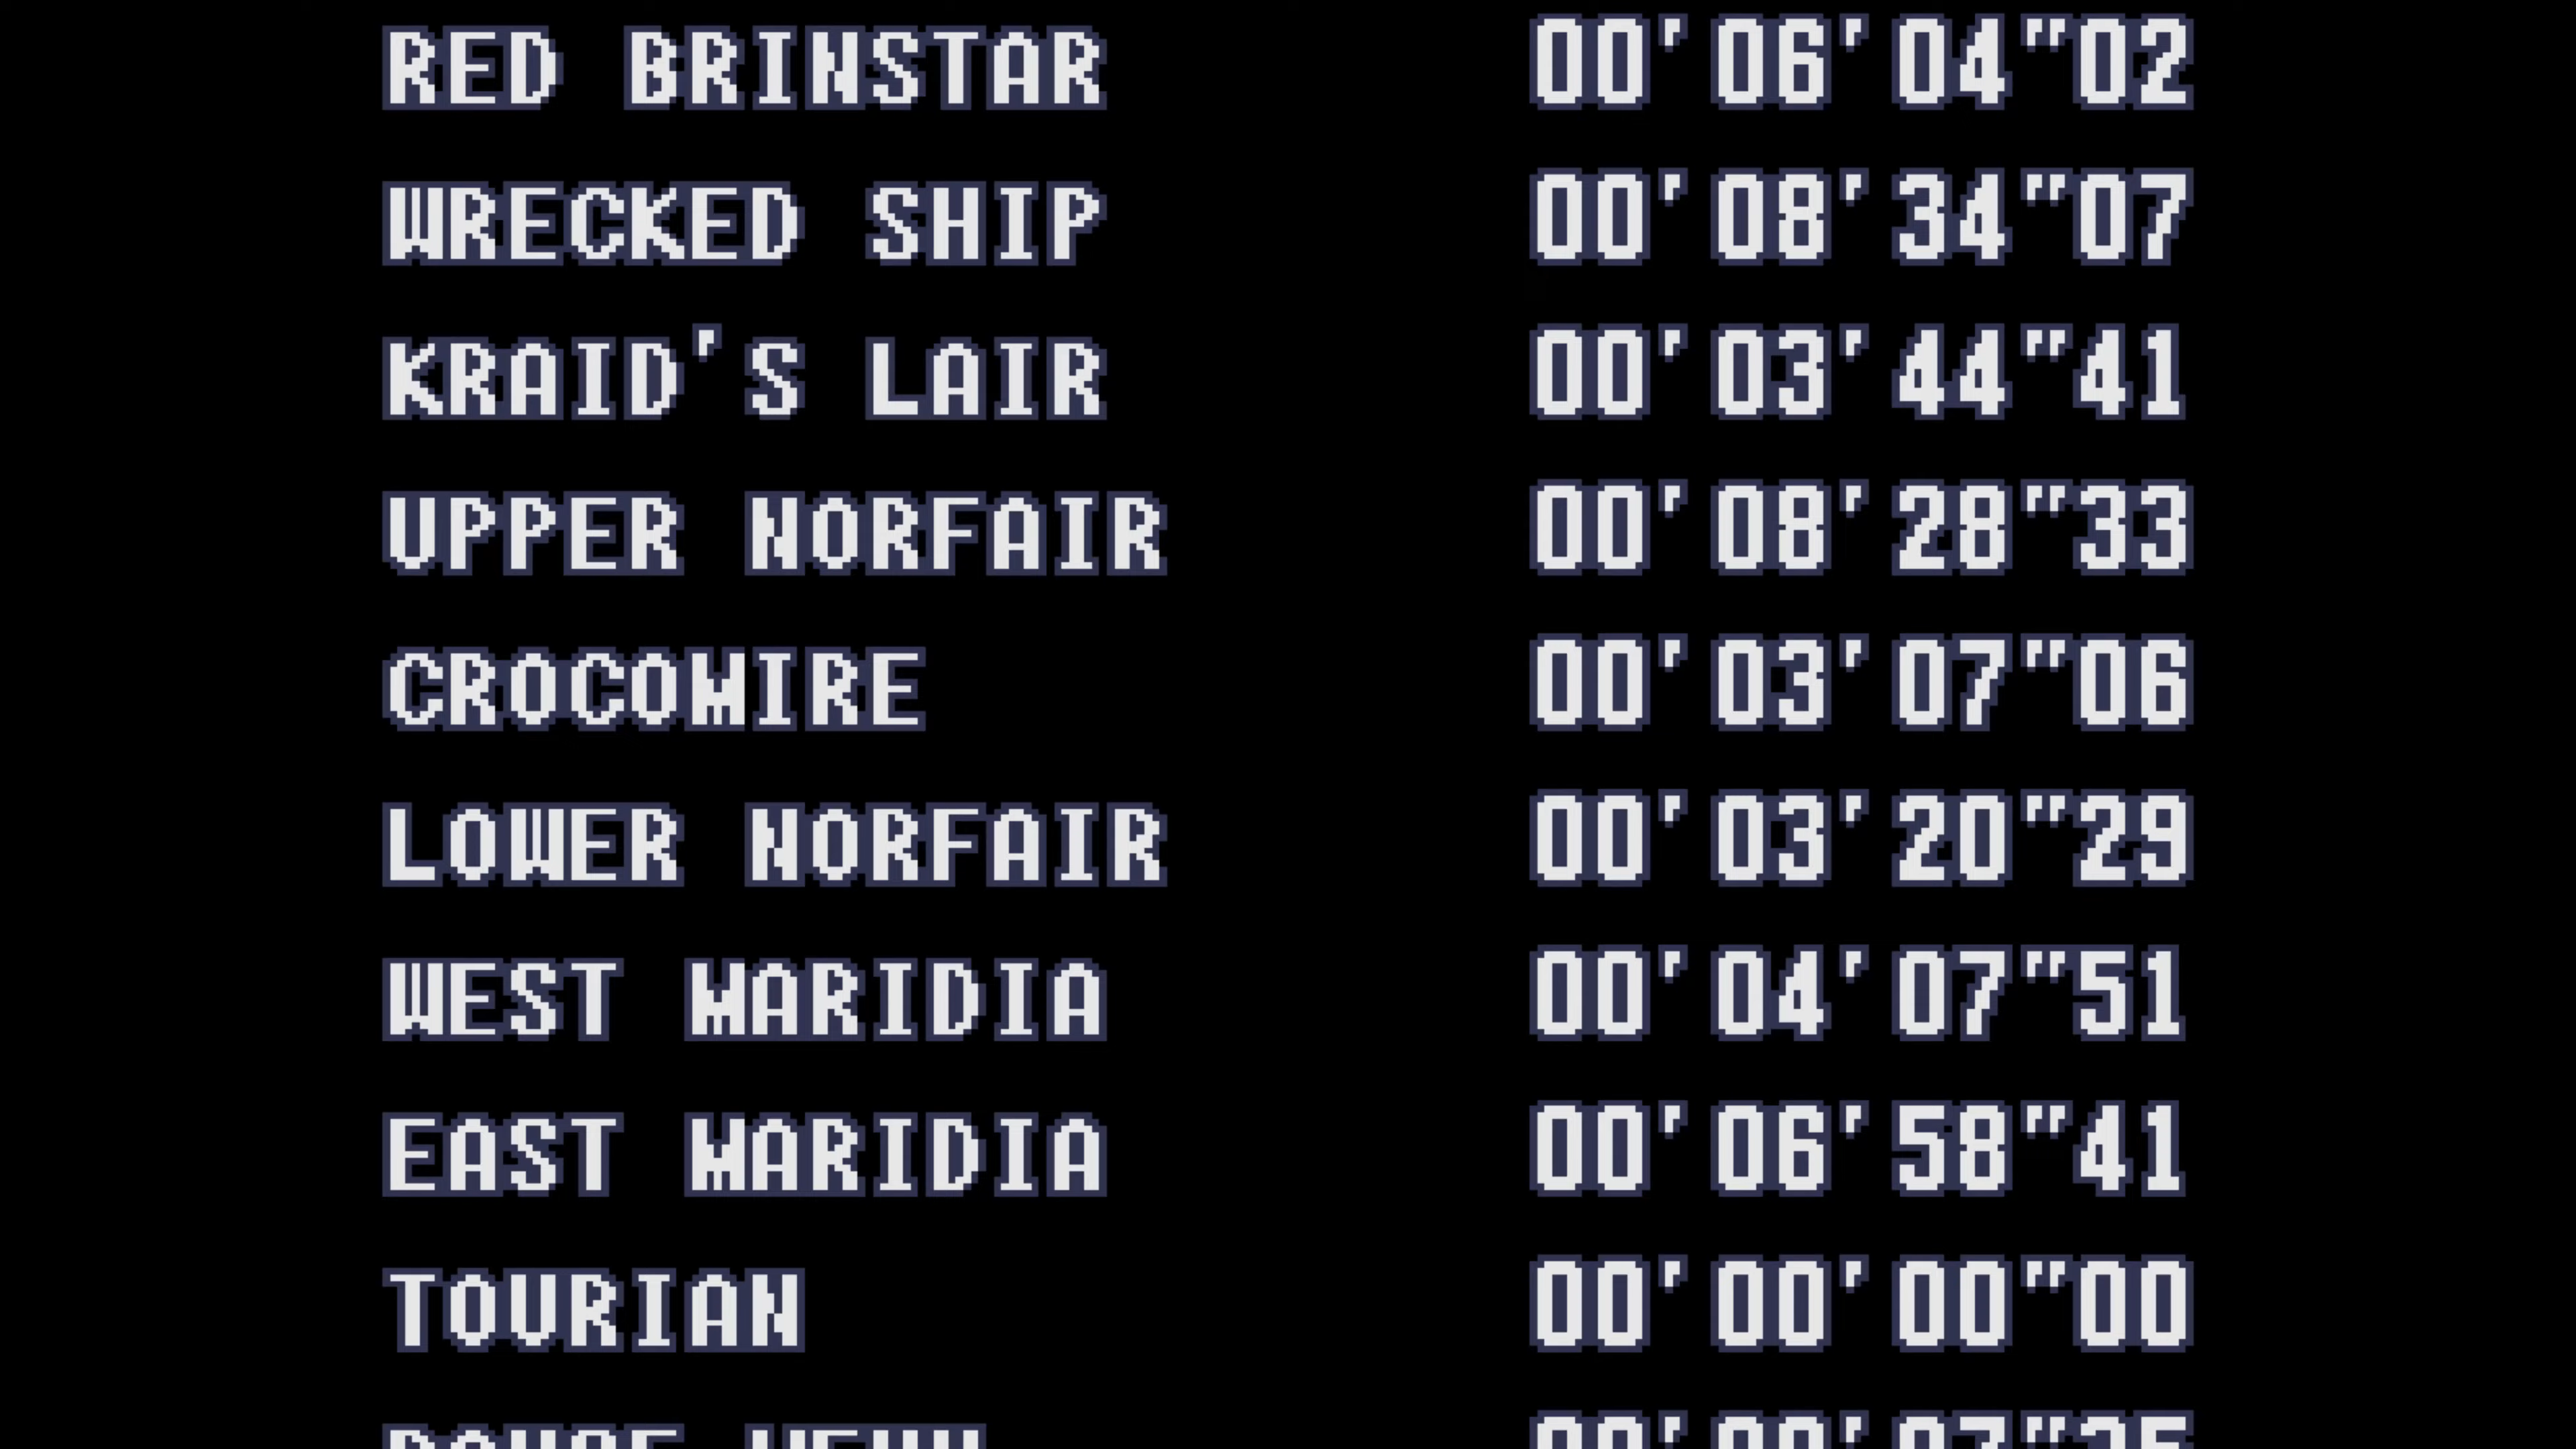 RED BRINSTAR 00'06'04"02
WRECKED SHIP 00'08'34"07
KRAID'S LAIR 00'03'44"41
UPPER NORFAIR 00'08'28"33
CROCOMIRE 00'03'07"06
LOWER NORFAIR 00'03'20"29
WEST MARIDIA 00'04'07"51
EAST MARIDIA 00'06'58"41
TOURIAN 00'00'00"00